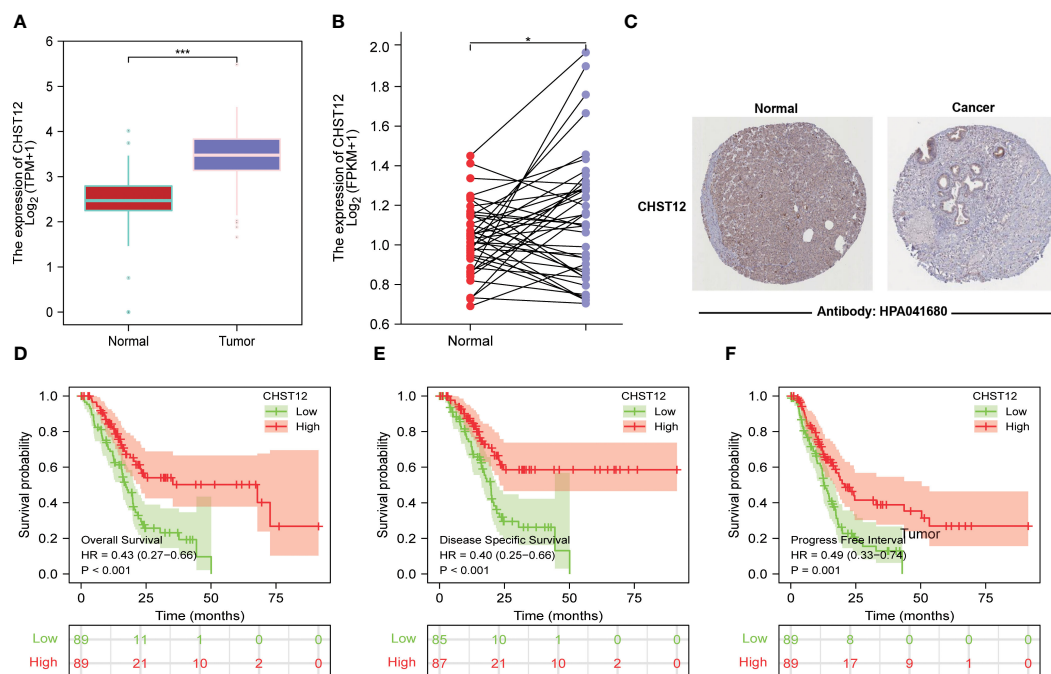 A
The expression of CHST12
Log2 (TPM+1)
6
5
4
3
2
1
0
***
Normal
Tumor
B
The expression of CHST12
Log2 (FPKM+1)
2.0
1.8
1.6
1.4
1.2
1.0
0.8
0.6
*
Normal
C
Normal
Cancer
CHST12
Antibody: HPA041680
D
Survival probability
1.0
0.8
0.6
0.4
0.2
0.0
CHST12
Low
High
Overall Survival
HR = 0.43 (0.27−0.66)
P < 0.001
0 25 50 75
Time (months)
Low 89 11 1 0 0
High 89 21 10 2 0
E
Survival probability
1.0
0.8
0.6
0.4
0.2
0.0
CHST12
Low
High
Disease Specific Survival
HR = 0.40 (0.25−0.66)
P < 0.001
0 25 50 75
Time (months)
Low 85 10 1 0 0
High 87 21 10 2 0
F
Survival probability
1.0
0.8
0.6
0.4
0.2
0.0
CHST12
Low
High
Tumor
Progress Free Interval
HR = 0.49 (0.33−0.74)
P = 0.001
0 25 50 75
Time (months)
Low 89 8 0 0 0
High 89 17 9 1 0